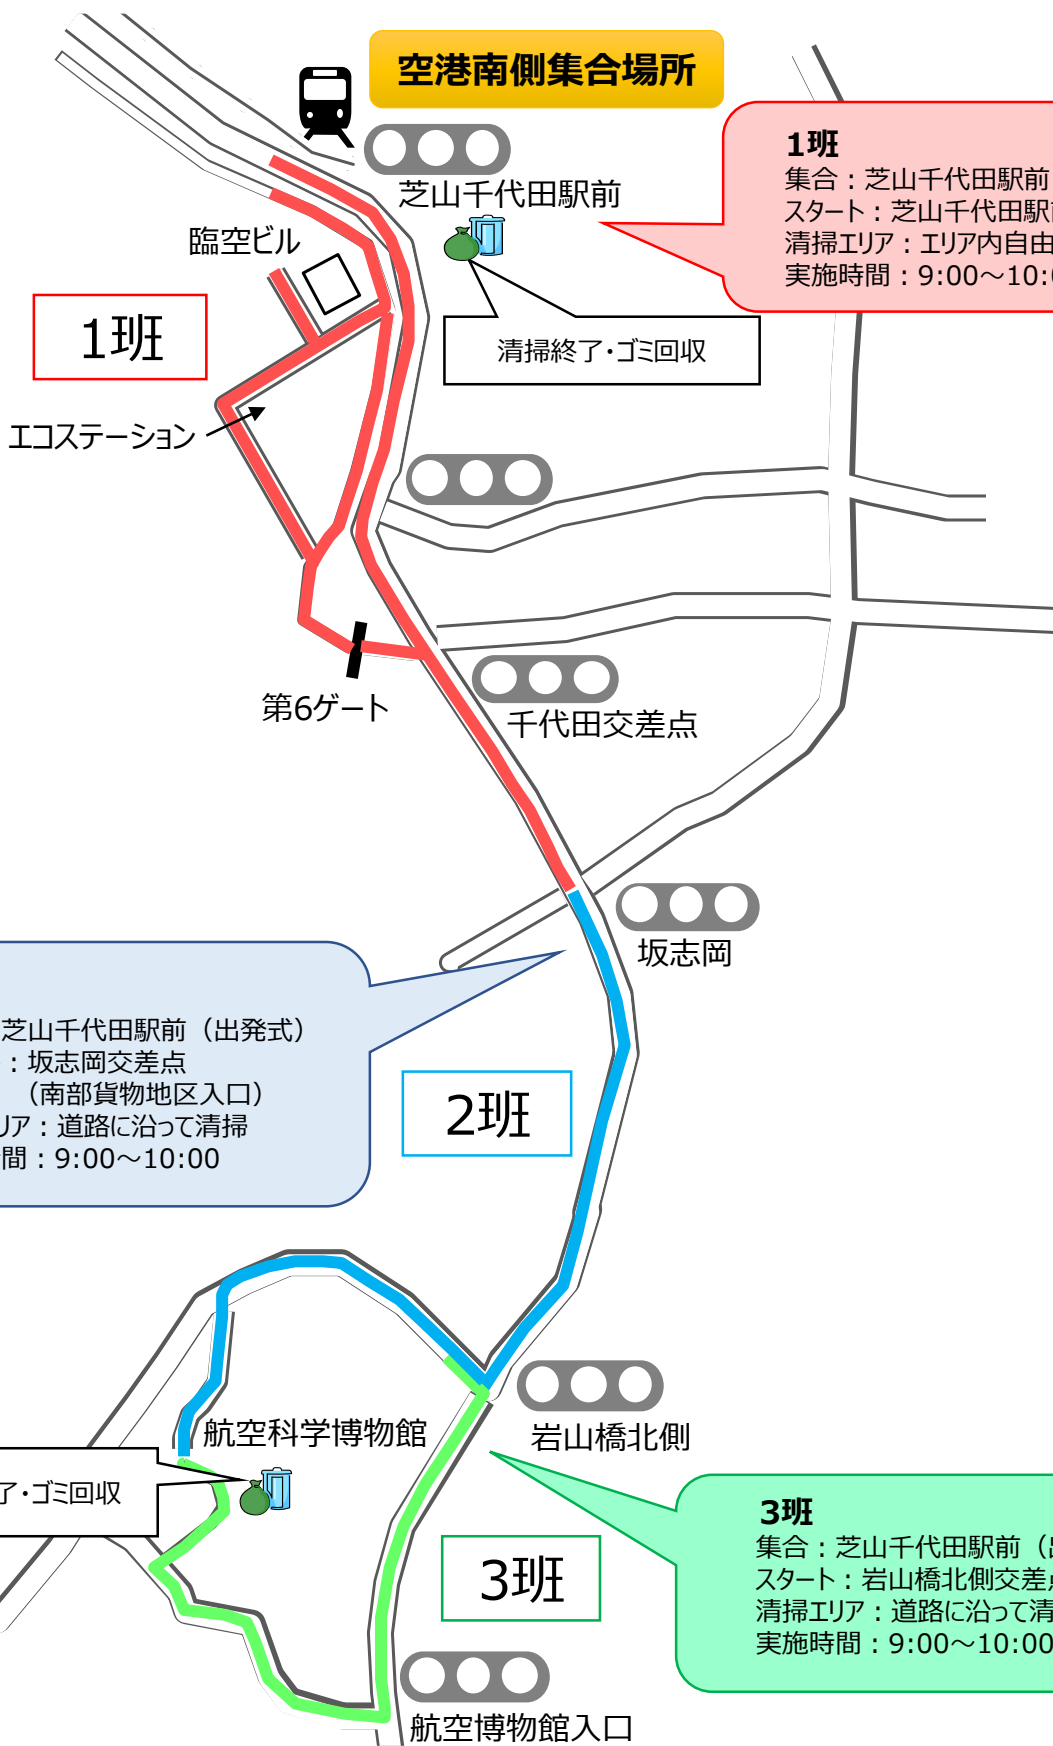 空港南側集合場所
芝山千代田駅前
臨空ビル
1班
集合：芝山千代田駅前
スタート：芝山千代田駅
清掃エリア：エリア内自由
実施時間：9:00～10:0
1班
清掃終了・ゴミ回収
エコステーション
第6ゲート
千代田交差点
坂志岡
芝山千代田駅前（出発式）
：坂志岡交差点
（南部貨物地区入口）
リア：道路に沿って清掃
間：9:00～10:00
2班
岩山橋北側
航空科学博物館
了・ゴミ回収
3班
集合：芝山千代田駅前（
スタート：岩山橋北側交差
清掃エリア：道路に沿って清
実施時間：9:00～10:00
3班
航空博物館入口